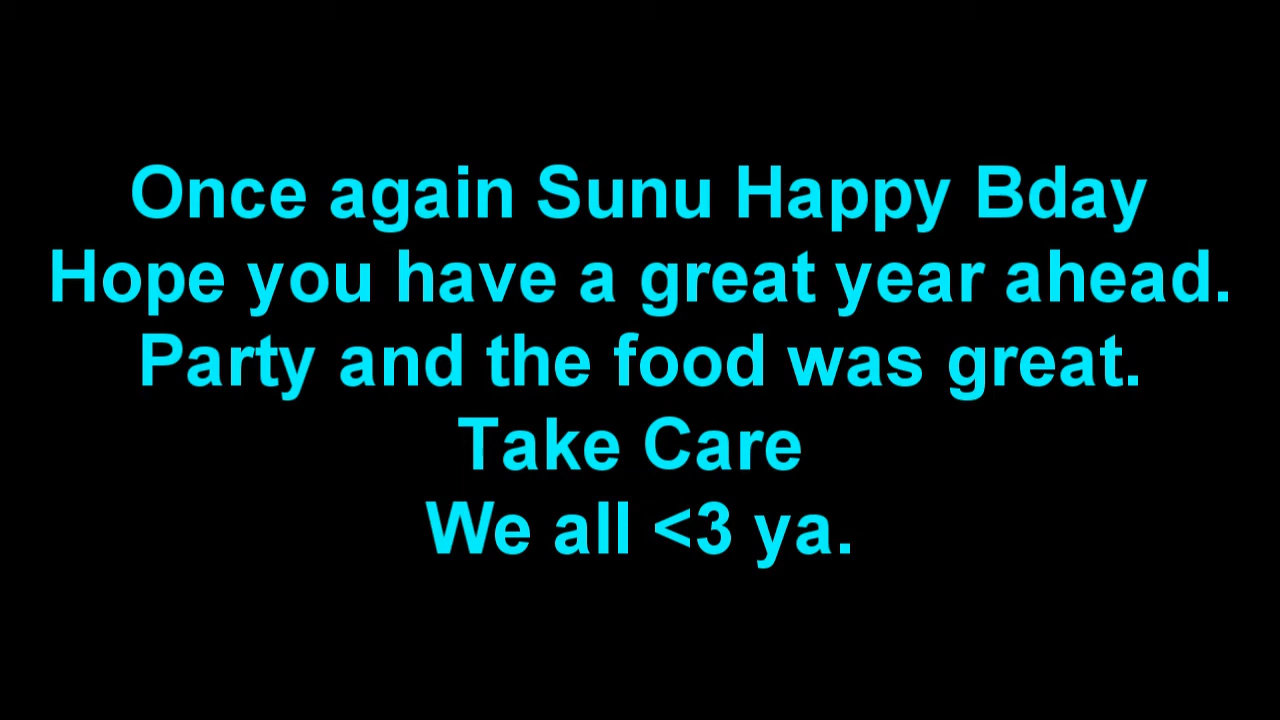 Once again Sunu Happy Bday
Hope you have a great year ahead.
Party and the food was great.
Take Care
We all <3 ya.